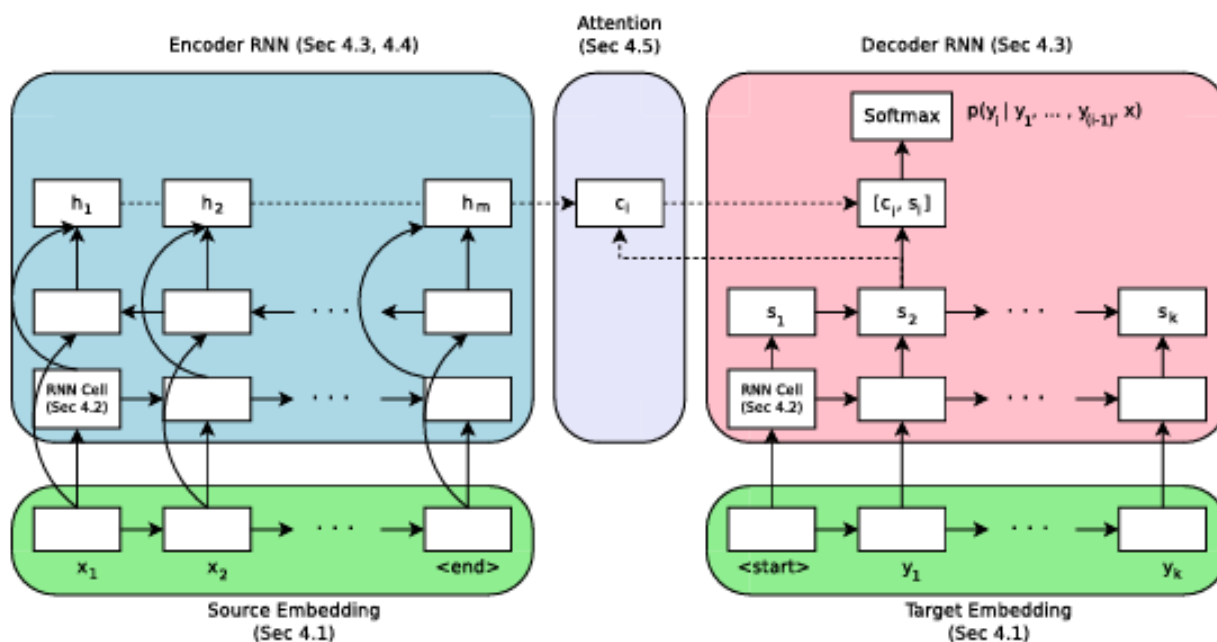 Encoder RNN (Sec 4.3, 4.4)
Attention
(Sec 4.5)
Decoder RNN (Sec 4.3)
Softmax
p(y_i | y_1, ... , y_(i-1), x)
h_1
h_2
h_m
c_i
[c_i, s_i]
s_1
s_2
. . .
s_k
. . .
RNN Cell
(Sec 4.2)
. . .
RNN Cell
(Sec 4.2)
. . .
. . .
. . .
x_1
x_2
<end>
<start>
y_1
y_k
Source Embedding
(Sec 4.1)
Target Embedding
(Sec 4.1)